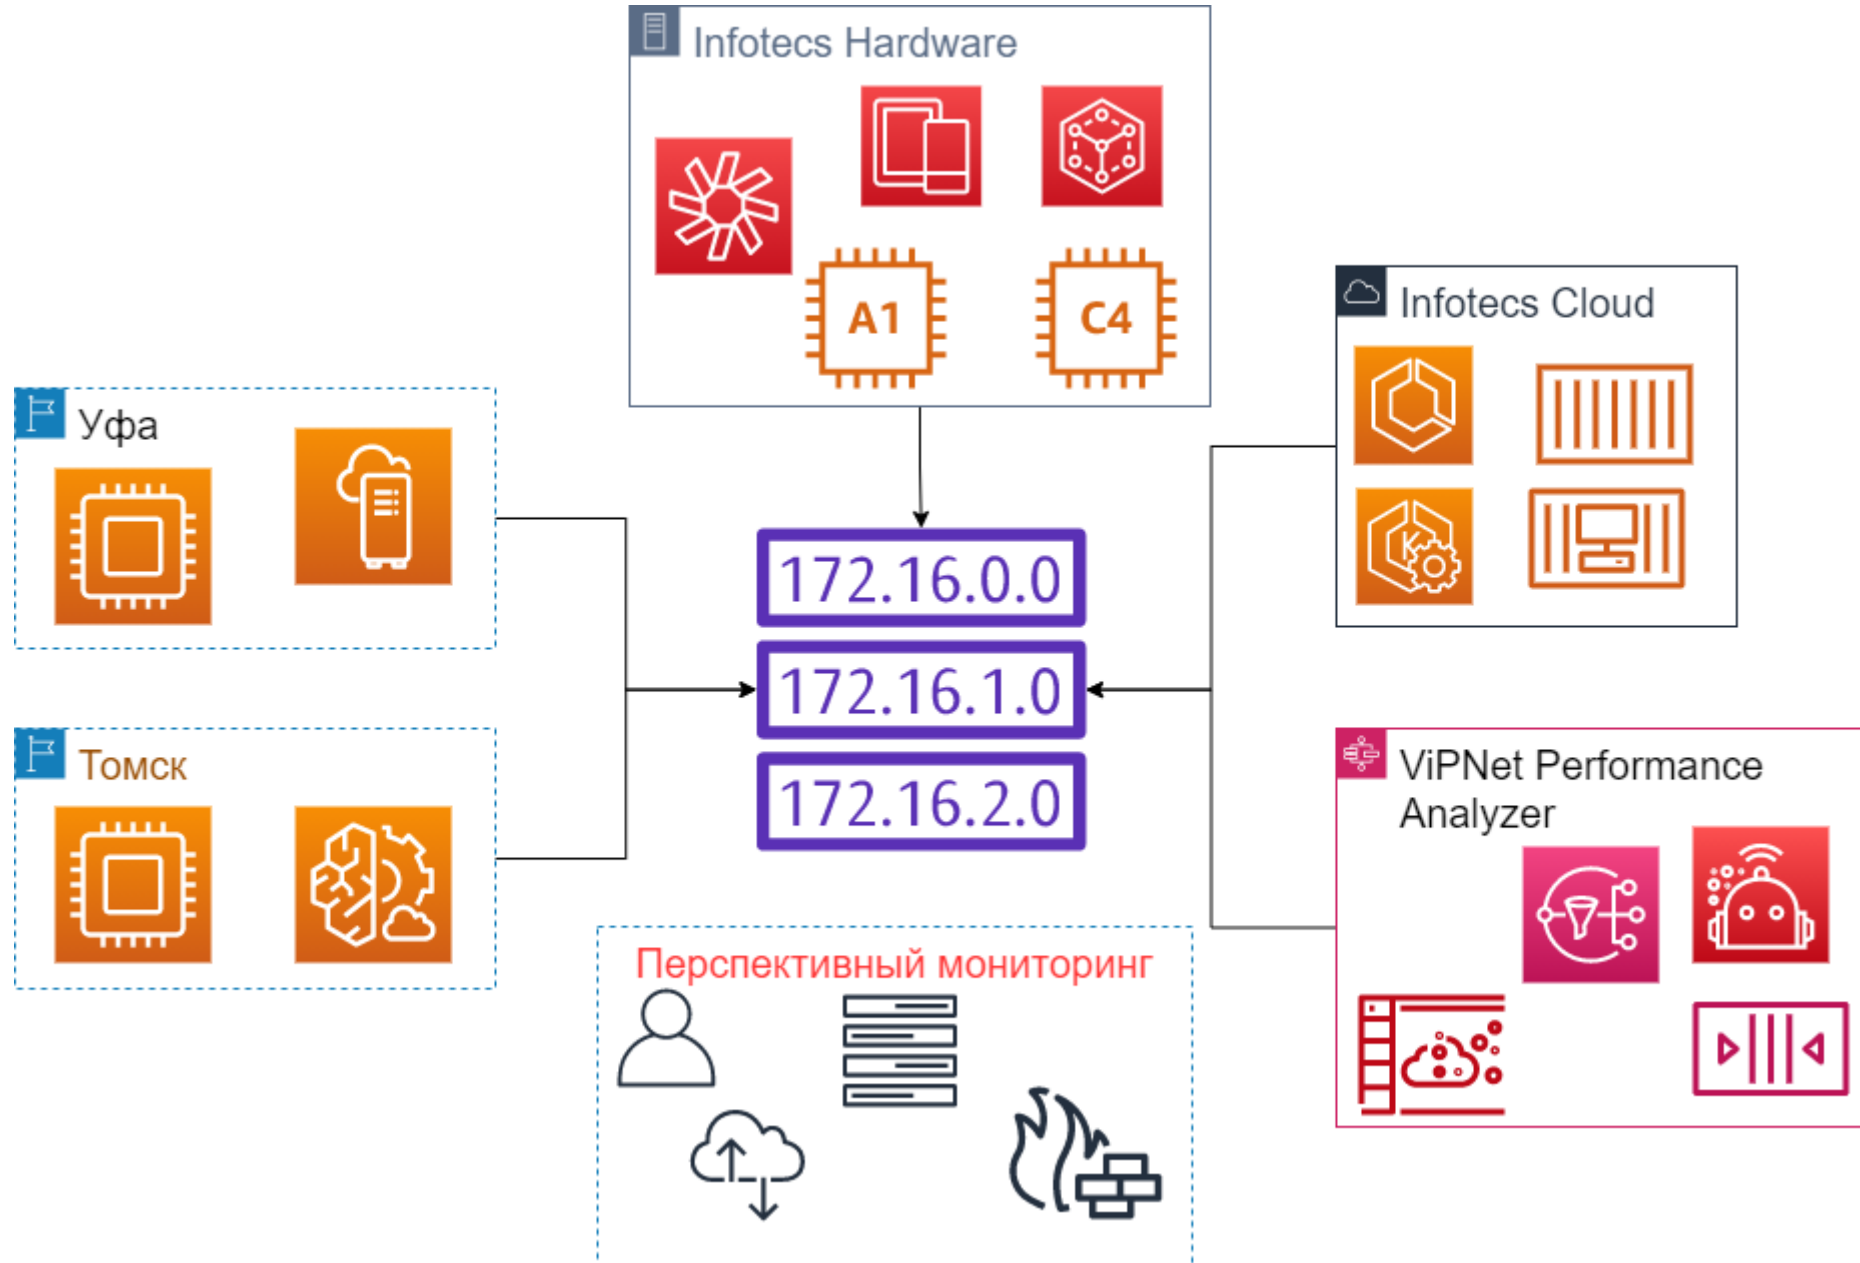 Infotecs Hardware
A1
C4
Infotecs Cloud
K
Уфа
172.16.0.0
172.16.1.0
172.16.2.0
Томск
ViPNet Performance
Analyzer
Перспективный мониторинг